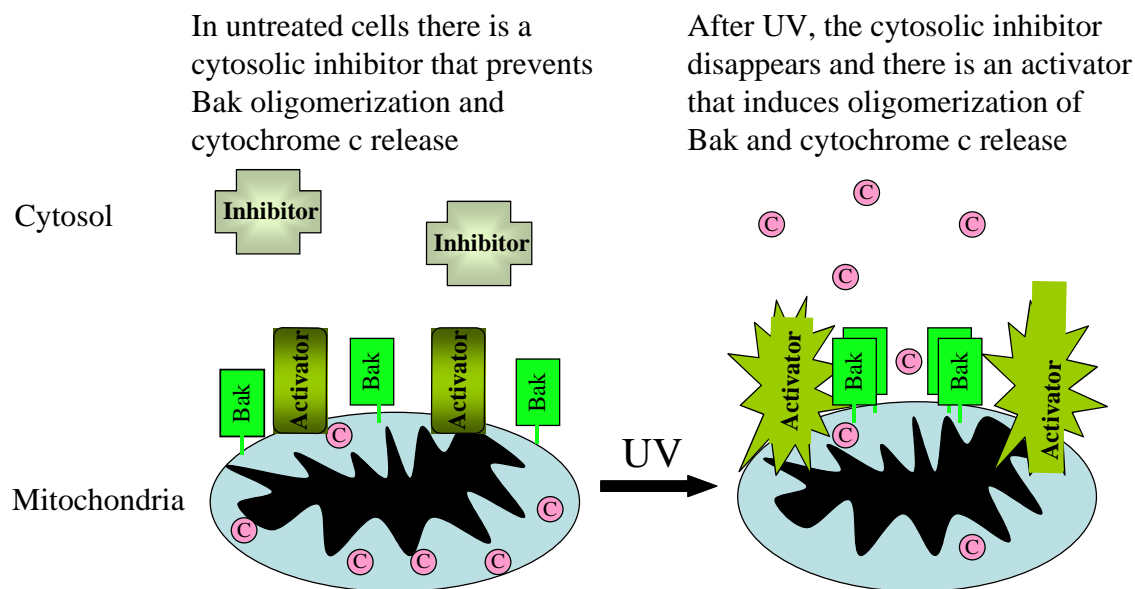 In untreated cells there is a
cytosolic inhibitor that prevents
Bak oligomerization and
cytochrome c release
After UV, the cytosolic inhibitor
disappears and there is an activator
that induces oligomerization of
Bak and cytochrome c release
Cytosol
Inhibitor
Inhibitor
C
C
C
C
Bak
Activator
Bak
Activator
Bak
C
C
C
C
C
C
UV
Activator
Bak
C
Bak
Activator
C
C
Mitochondria